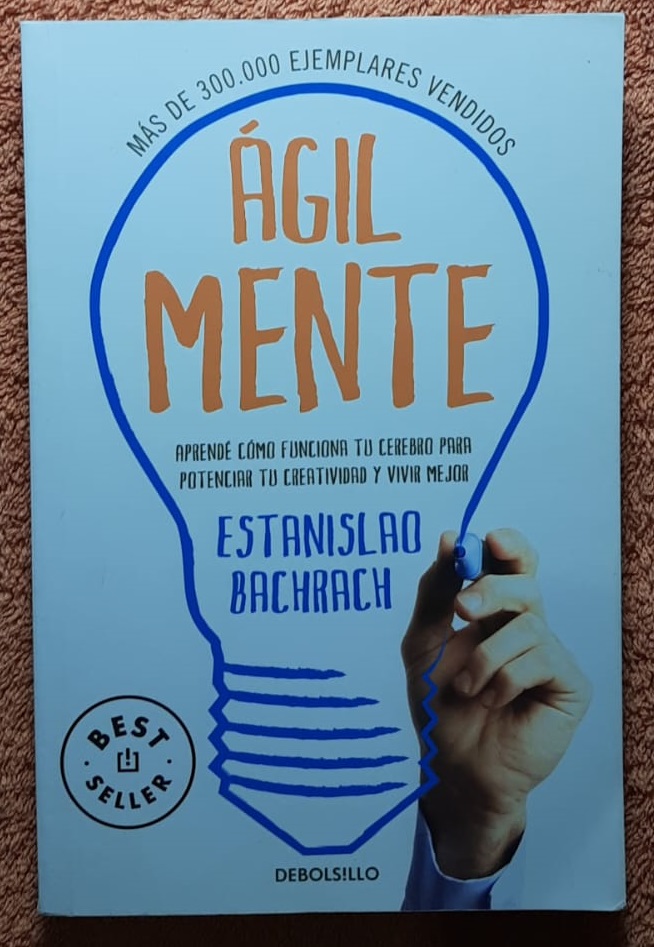 MÁS DE 300.000 EJEMPLARES VENDIDOS
ÁGIL
MENTE
APRENDÉ CÓMO FUNCIONA TU CEREBRO PARA
POTENCIAR TU CREATIVIDAD Y VIVIR MEJOR
ESTANISLAO
BACHRACH
BEST
SELLER
DEBOLS!LLO